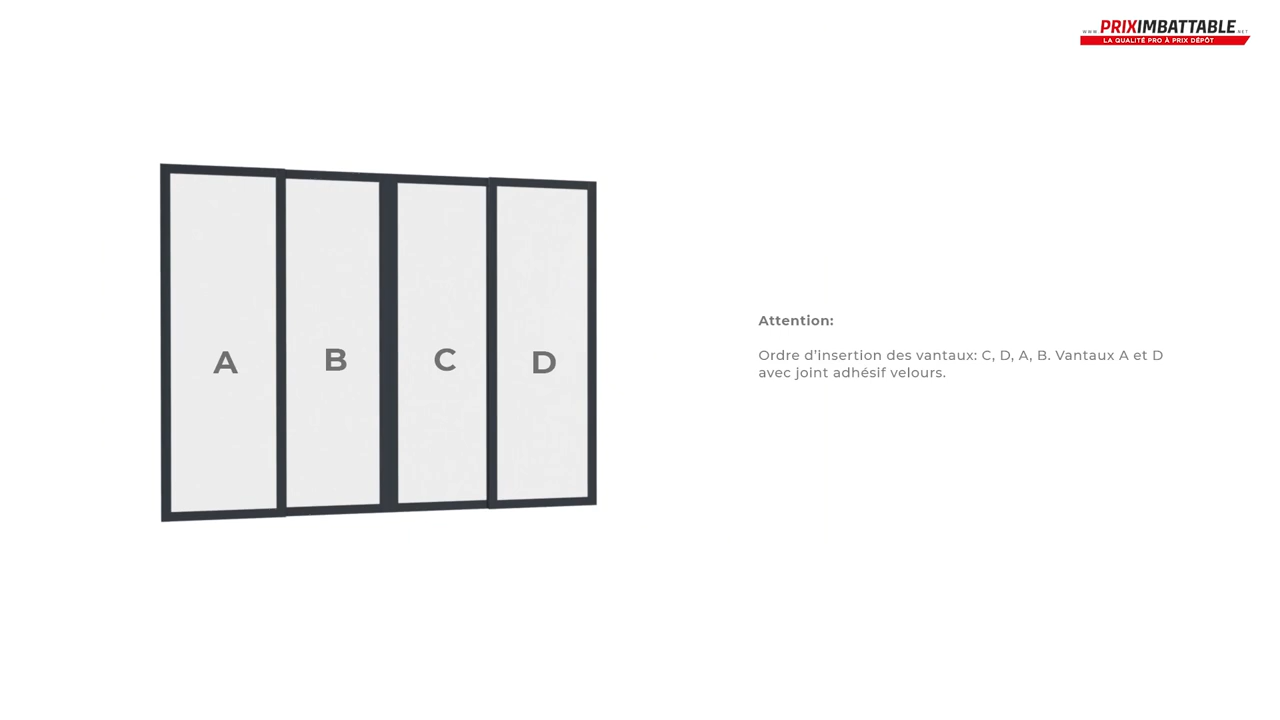 WWW. PRIXIMBATTABLE .NET
LA QUALITÉ PRO À PRIX DÉPÔT
A B C D
Attention:
Ordre d’insertion des vantaux: C, D, A, B. Vantaux A et D
avec joint adhésif velours.